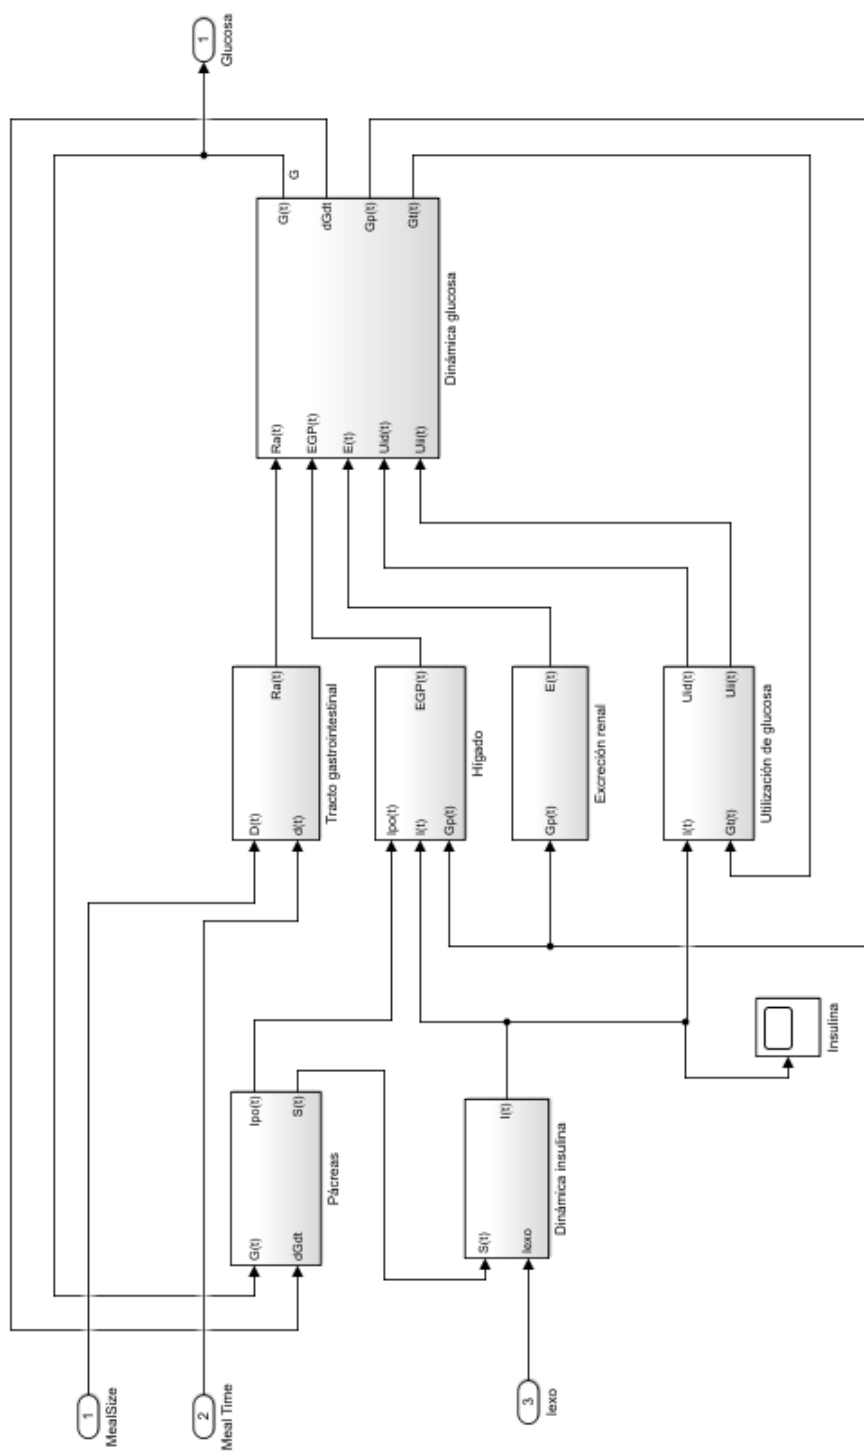 1
MealSize
2
Meal Time
G(t)
dGdt
Ipo(t)
S(t)
Pácreas
D(t)
d(t)
Ra(t)
Tracto gastrointestinal
Ra(t)
EGP(t)
E(t)
Uid(t)
Uii(t)
G(t)
dGdt
Gp(t)
Gt(t)
Dinámica glucosa
G
1
Glucosa
Ipo(t)
I(t)
Gp(t)
EGP(t)
Hígado
3
Iexo
S(t)
Iexo
I(t)
Dinámica insulina
Gp(t)
E(t)
Excreción renal
I(t)
Gt(t)
Uid(t)
Uii(t)
Utilización de glucosa
Insulina